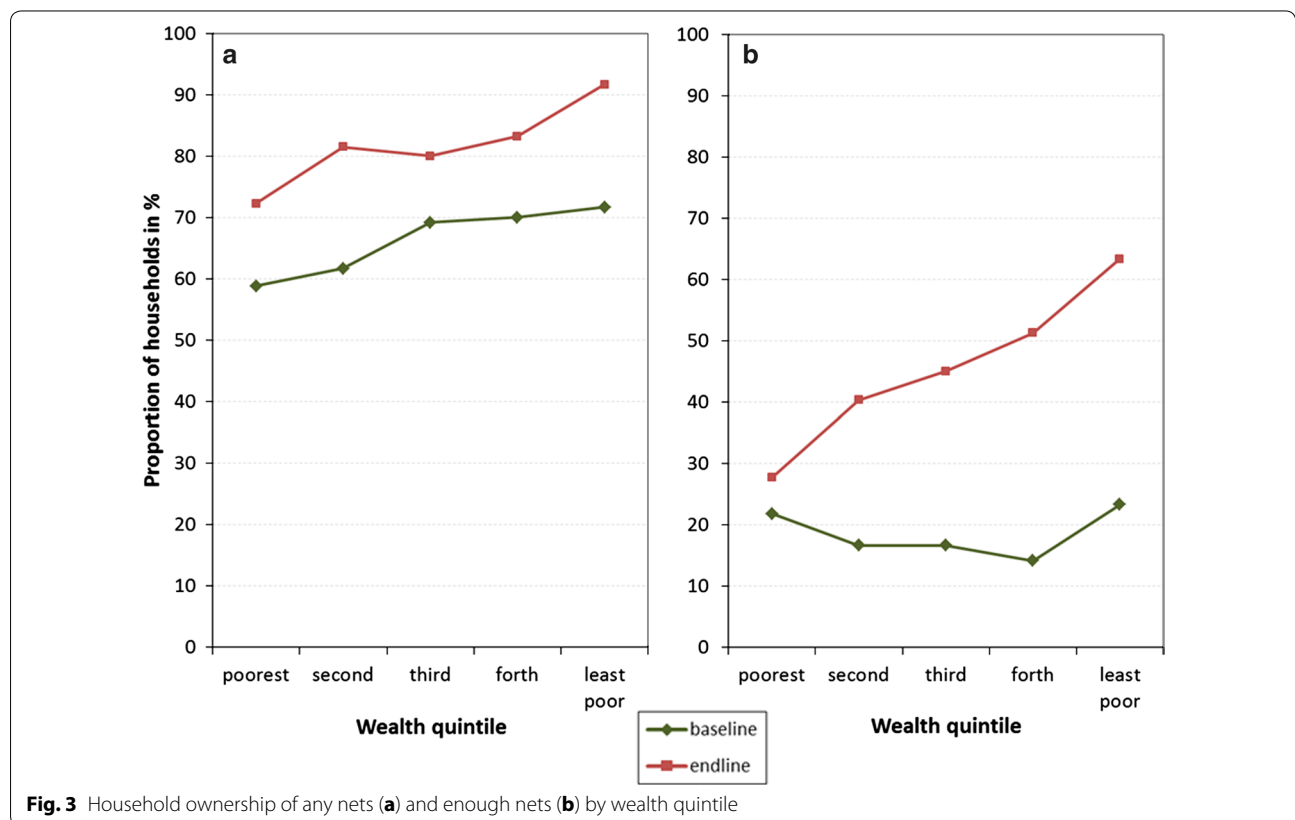 a
100
90
80
70
60
50
40
30
20
10
0
Proportion of households in %
poorest second third forth least poor
Wealth quintile
b
100
90
80
70
60
50
40
30
20
10
0
poorest second third forth least poor
Wealth quintile
baseline
endline
Fig. 3 Household ownership of any nets (a) and enough nets (b) by wealth quintile